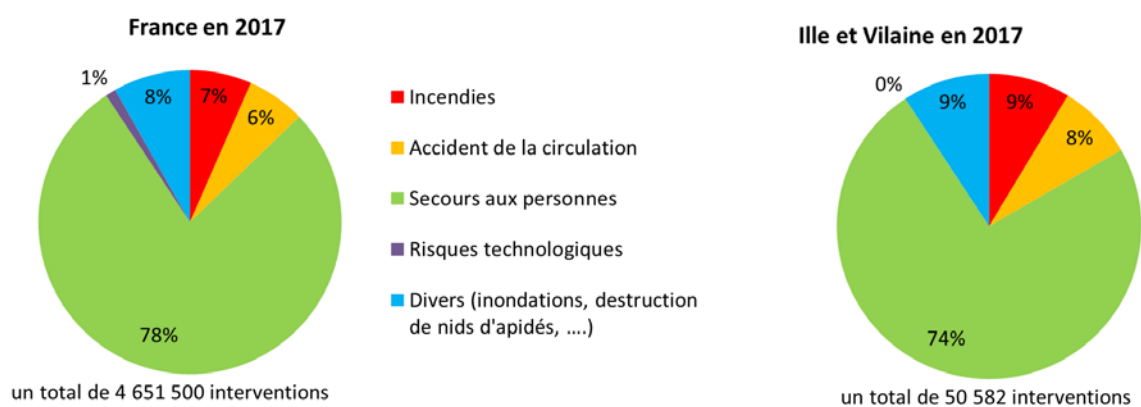 France en 2017
1%
8%
7%
6%
78%
un total de 4 651 500 interventions
Incendies
Accident de la circulation
Secours aux personnes
Risques technologiques
Divers (inondations, destruction
de nids d'apidés, ....)
Ille et Vilaine en 2017
0%
9%
9%
8%
74%
un total de 50 582 interventions